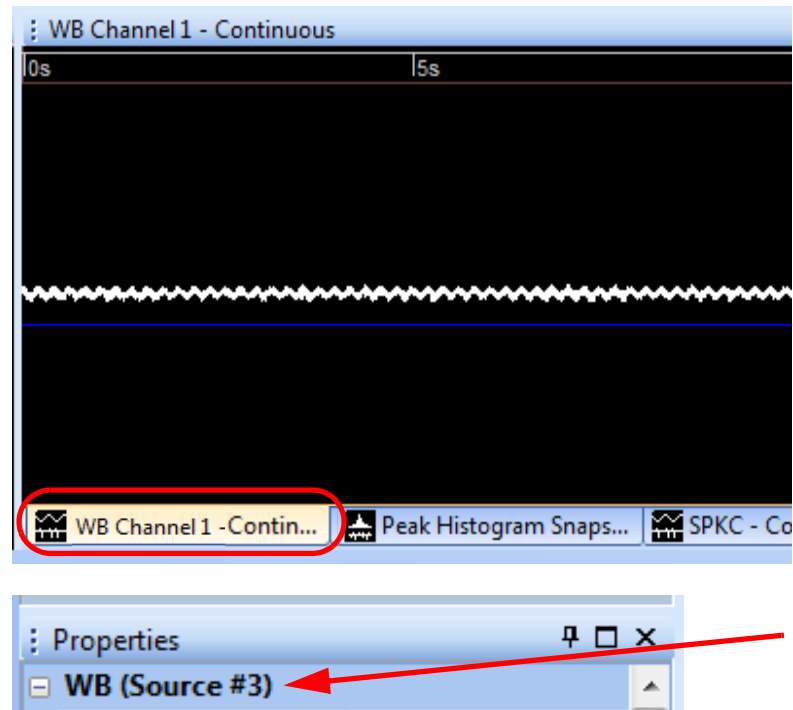 WB Channel 1 - Continuous
0s 5s
WB Channel 1 -Contin... Peak Histogram Snaps... SPKC - Co
Properties
WB (Source #3)